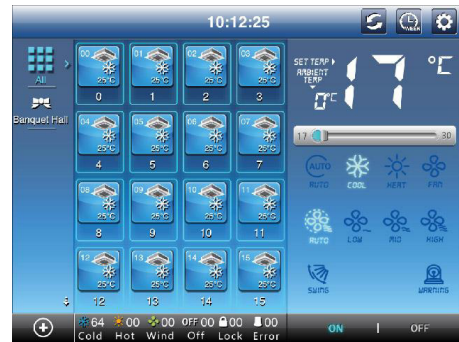 10:12:25
WEEK
All
Banquet Hall
00 25°C 01 25°C 02 25°C 03 25°C
0 1 2 3
04 25°C 05 25°C 06 25°C 07 25°C
4 5 6 7
08 25°C 09 25°C 10 25°C 11 25°C
8 9 10 11
12 25°C 13 25°C 14 25°C 15 25°C
12 13 14 15
SET TEMP 17 °C
AMBIENT
TEMP
0°C
17 30
AUTO
AUTO COOL HEAT FAN
AUTO LOW MID HIGH
SWING WARNING
64 00 00 OFF 00 00 00
Cold Hot Wind Off Lock Error
ON | OFF